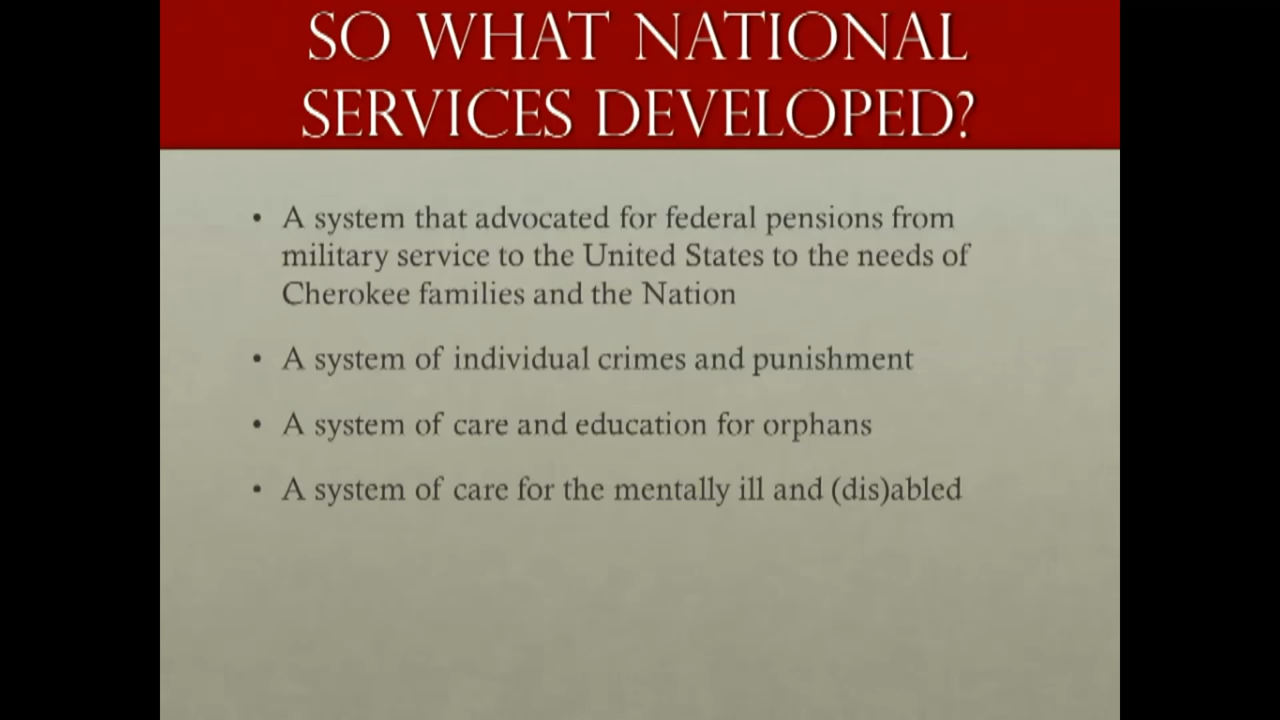 SO WHAT NATIONAL
SERVICES DEVELOPED?
• A system that advocated for federal pensions from
military service to the United States to the needs of
Cherokee families and the Nation
• A system of individual crimes and punishment
• A system of care and education for orphans
• A system of care for the mentally ill and (dis)abled